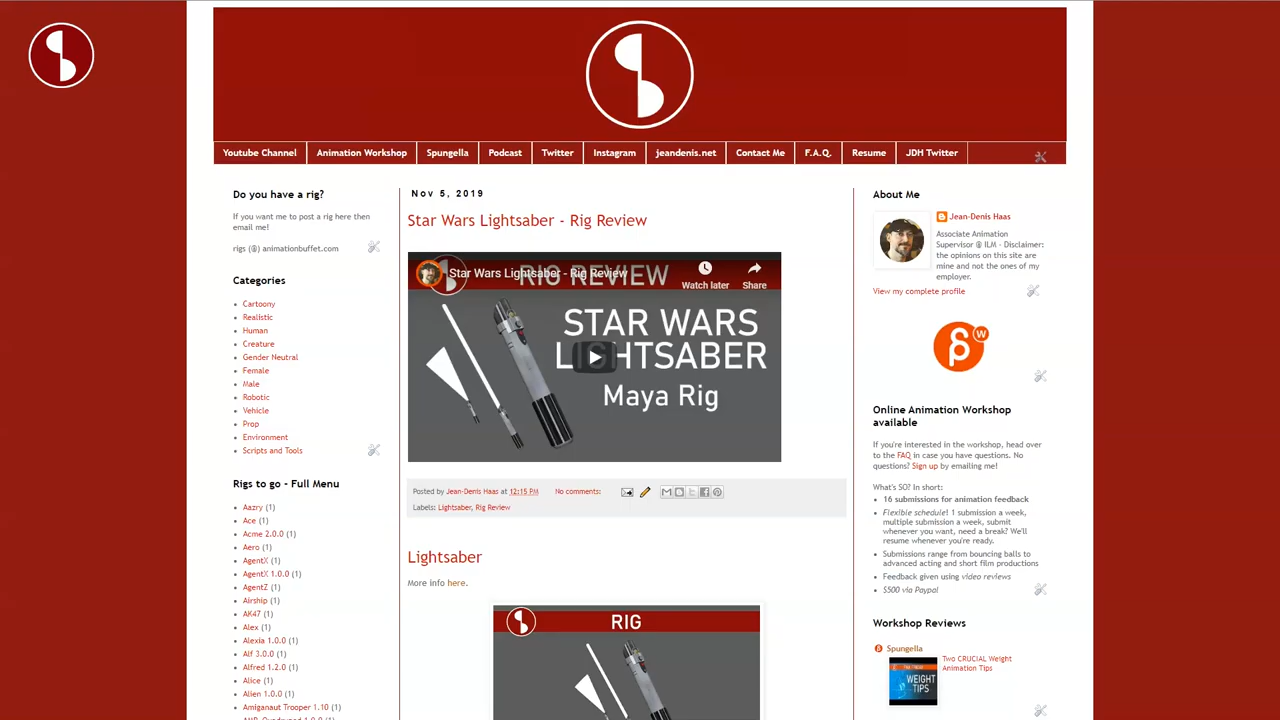 Youtube Channel
Animation Workshop
Spungella
Podcast
Twitter
Instagram
jeandenis.net
Contact Me
F.A.Q.
Resume
JDH Twitter
Do you have a rig?
If you want me to post a rig here then
email me!
rigs (@) animationbuffet.com
Categories
Cartoony
Realistic
Human
Creature
Gender Neutral
Female
Male
Robotic
Vehicle
Prop
Environment
Scripts and Tools
Rigs to go - Full Menu
Aazry (1)
Ace (1)
Acme 2.0.0 (1)
Aero (1)
AgentX (1)
AgentX 1.0.0 (1)
AgentZ (1)
Airship (1)
AK47 (1)
Alex (1)
Alexia 1.0.0 (1)
Alf 3.0.0 (1)
Alfred 1.2.0 (1)
Alice (1)
Alien 1.0.0 (1)
Amiganaut Trooper 1.10 (1)
Nov 5, 2019
Star Wars Lightsaber - Rig Review
Star Wars Lightsaber - Rig Review
RIG REVIEW
Watch later
Share
STAR WARS
LIGHTSABER
Maya Rig
Posted by Jean-Denis Haas at 12:15 PM No comments:
Labels: Lightsaber, Rig Review
Lightsaber
More info here.
RIG
About Me
Jean-Denis Haas
Associate Animation
Supervisor @ ILM - Disclaimer:
the opinions on this site are
mine and not the ones of my
employer.
View my complete profile
β W
Online Animation Workshop
available
If you're interested in the workshop, head over
to the FAQ in case you have questions. No
questions? Sign up by emailing me!
What's SO? In short:
16 submissions for animation feedback
Flexible schedule! 1 submission a week,
multiple submission a week, submit
whenever you want, need a break? We'll
resume whenever you're ready.
Submissions range from bouncing balls to
advanced acting and short film productions
Feedback given using video reviews
$500 via Paypal
Workshop Reviews
Spungella
Two CRUCIAL Weight
Animation Tips
WEIGHT
TIPS